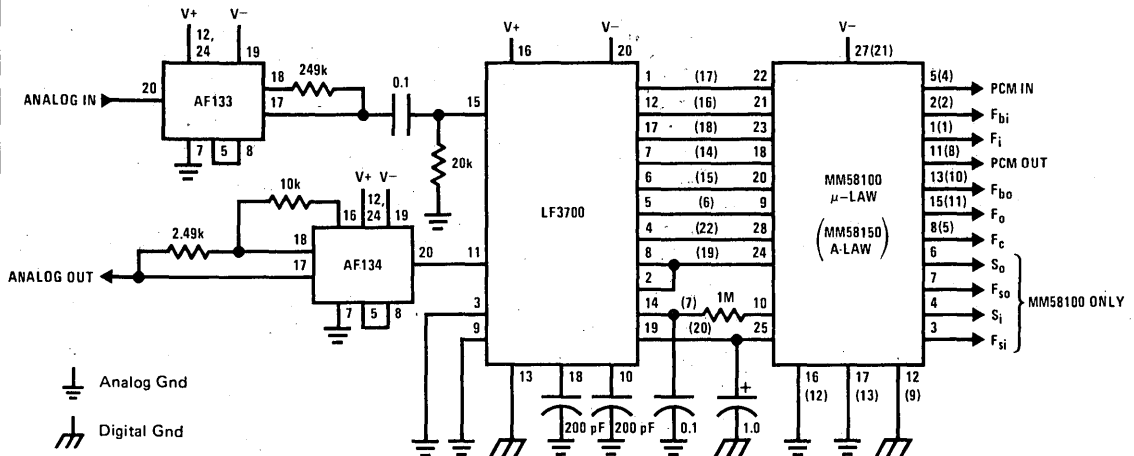 V+
V−
12,
24
19
20
ANALOG IN
AF133
18
17
249k
0.1
7
5
8
20k
15
10k
V+
V−
12,
24
16
19
2.49k
18
17
ANALOG OUT
AF134
20
11
7
5
8
3
9
V+
16
V−
20
LF3700
1 (17) 22
12 (16) 21
17 (18) 23
7 (14) 18
6 (15) 20
5 (6) 9
4 (22) 28
8 (19) 24
2
14 (7) 1M 10
19 (20) 25
13
18
10
200 pF
200 pF
0.1
+
1.0
V−
27(21)
MM58100
μ−LAW
(MM58150
A-LAW)
5(4) PCM IN
2(2) Fbi
1(1) Fi
11(8) PCM OUT
13(10) Fbo
15(11) Fo
8(5) Fc
6 So
7 Fso
4 Si
3 Fsi
MM58100 ONLY
16
(12)
17
(13)
12
(9)
Analog Gnd
Digital Gnd